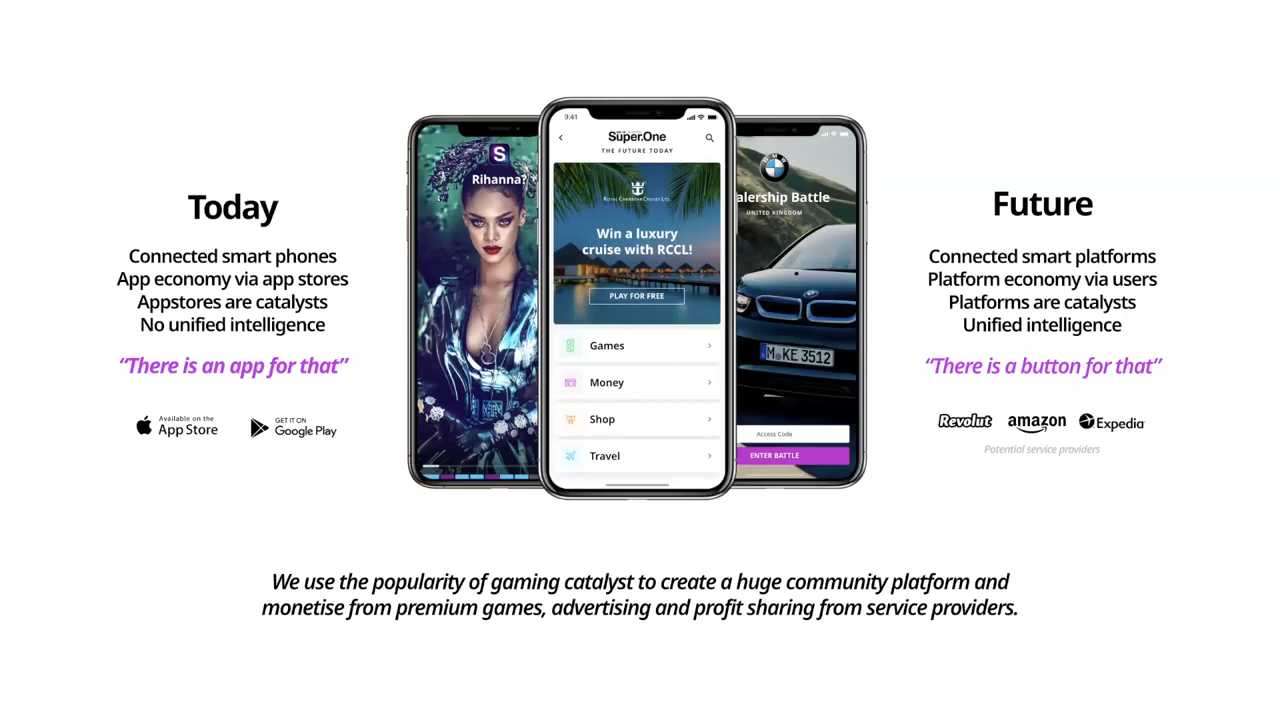 Today
Connected smart phones
App economy via app stores
Appstores are catalysts
No unified intelligence
“There is an app for that”
Available on the
App Store
GET IT ON
Google Play
S
Rihanna?
9:41
Super.One
THE FUTURE TODAY
ROYAL CARIBBEAN CRUISES LTD.
Win a luxury
cruise with RCCL!
PLAY FOR FREE
Games
Money
Shop
Travel
BMW
alership Battle
UNITED KINGDOM
M KE 3512
Access Code
ENTER BATTLE
Future
Connected smart platforms
Platform economy via users
Platforms are catalysts
Unified intelligence
“There is a button for that”
Revolut amazon Expedia
Potential service providers
We use the popularity of gaming catalyst to create a huge community platform and
monetise from premium games, advertising and profit sharing from service providers.